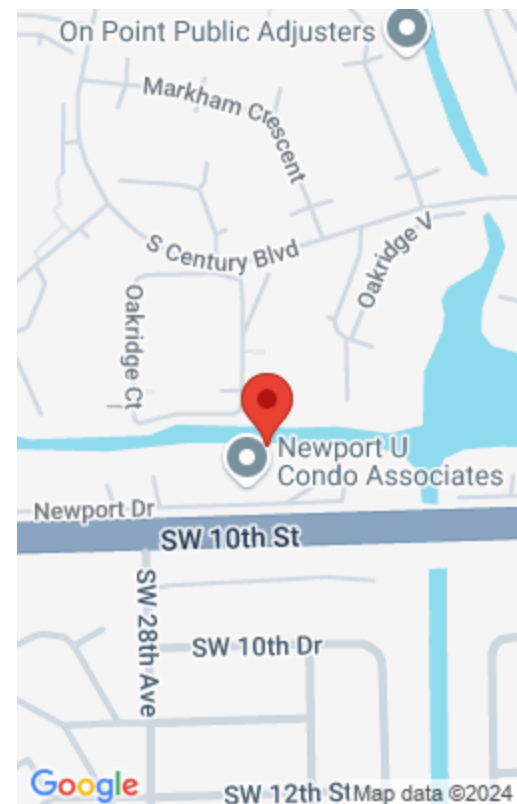 On Point Public Adjusters
Markham Crescent
S Century Blvd
Oakridge V
Oakridge Ct
Newport U
Condo Associates
Newport Dr
SW 10th St
SW 28th Ave
SW 10th Dr
SW 12th St
Google
Map data ©2024